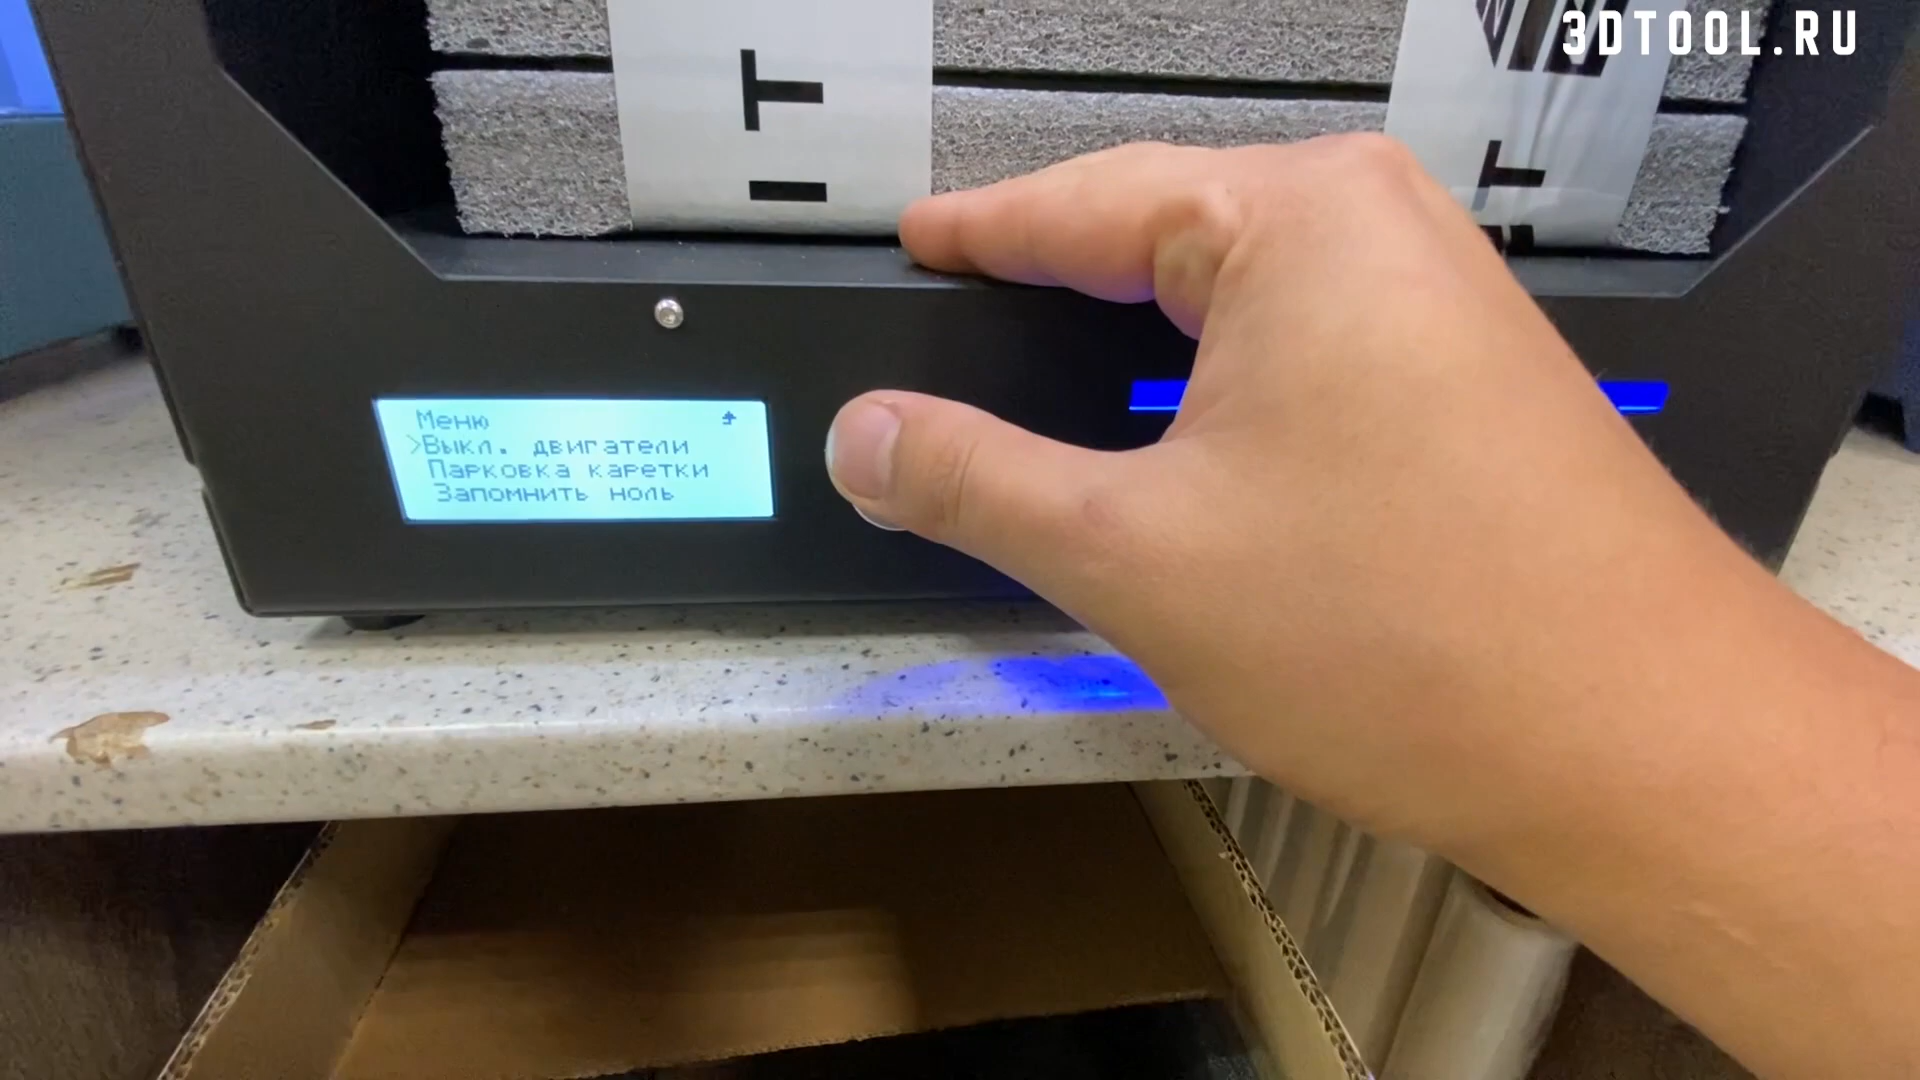 3DTOOL.RU
I T
T
Меню
>Выкл. двигатели
Парковка каретки
Запомнить ноль